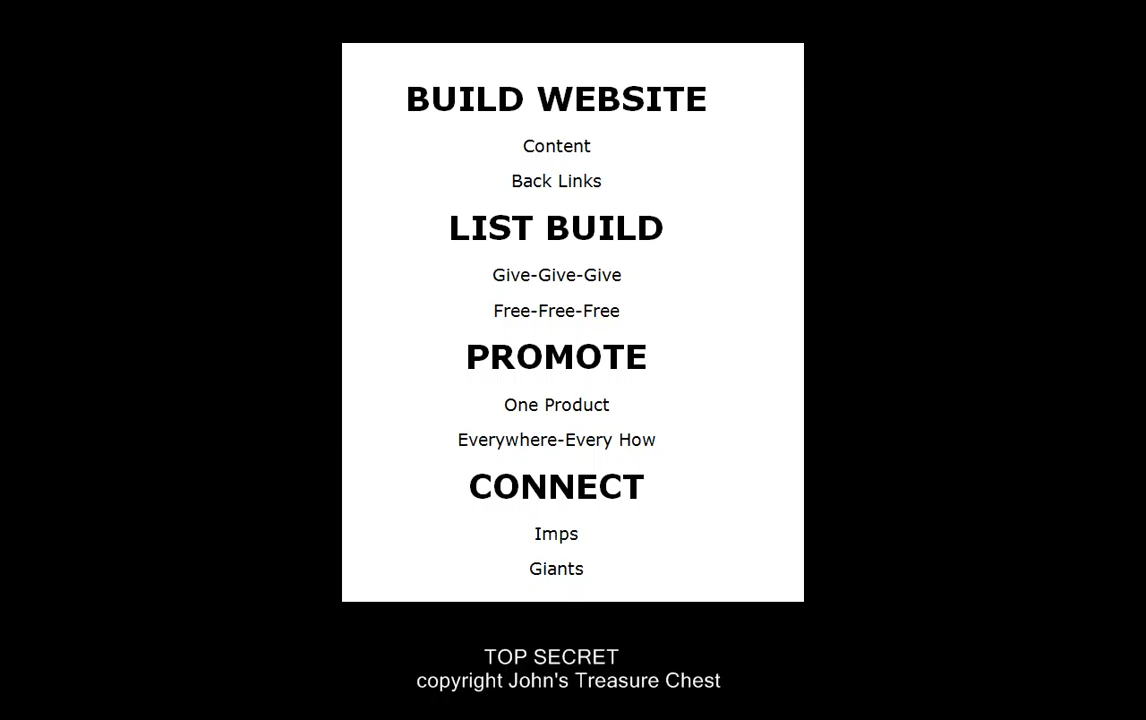 BUILD WEBSITE
Content
Back Links
LIST BUILD
Give-Give-Give
Free-Free-Free
PROMOTE
One Product
Everywhere-Every How
CONNECT
Imps
Giants
TOP SECRET
copyright John's Treasure Chest